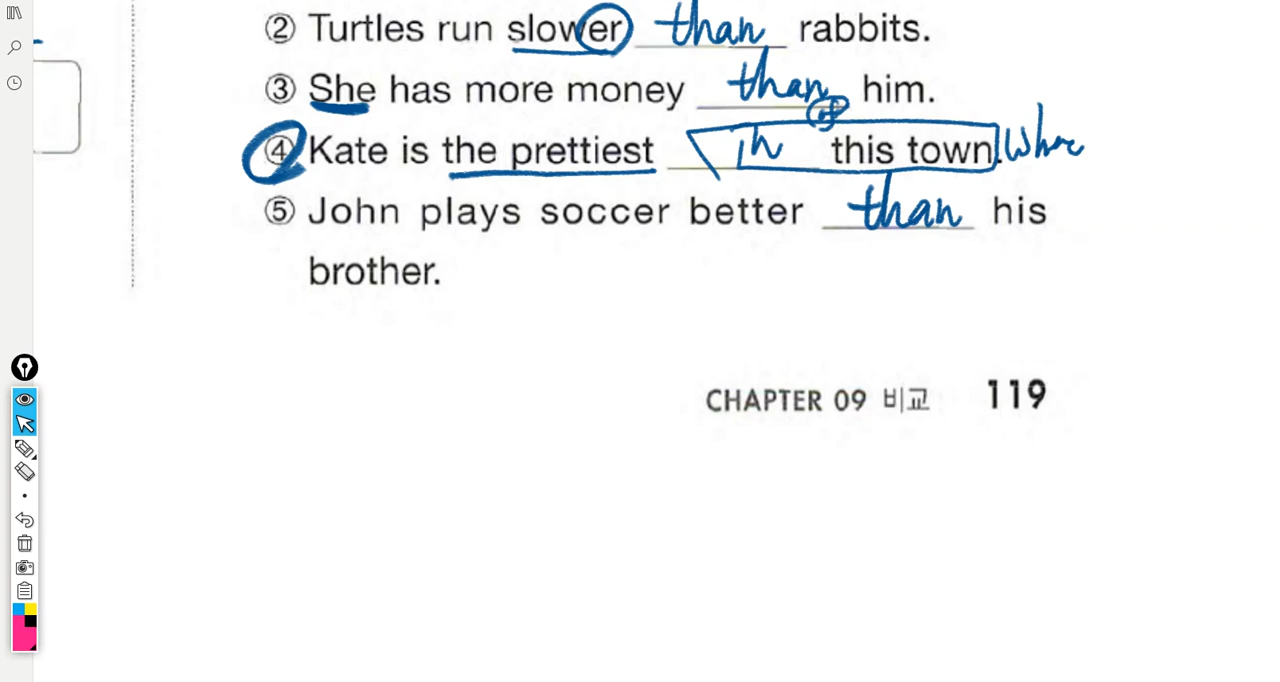 ② Turtles run slower than rabbits.
③ She has more money than him.
of
④ Kate is the prettiest in this town. Where
⑤ John plays soccer better than his
brother.
CHAPTER 09 비교 119